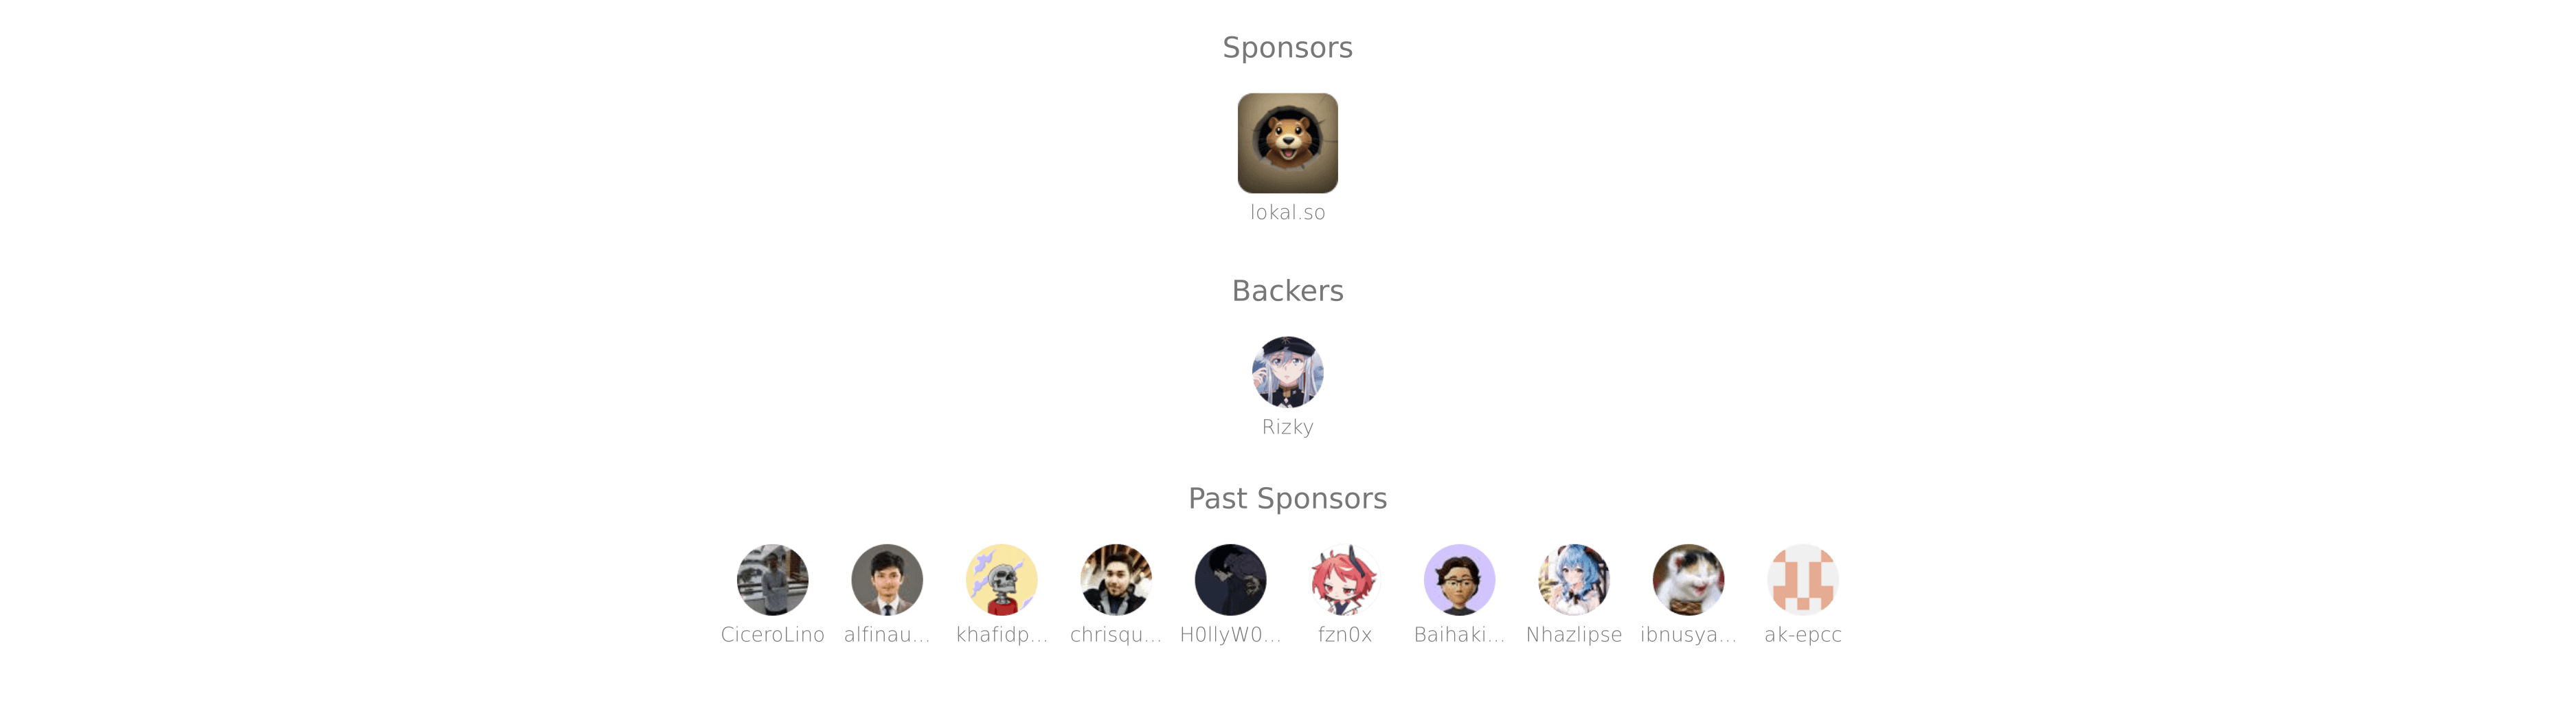 Sponsors
lokal.so
Backers
Rizky
Past Sponsors
CiceroLino alfinau... khafidp... chrisqu... H0llyW0... fzn0x Baihaki... Nhazlipse ibnusya... ak-epcc